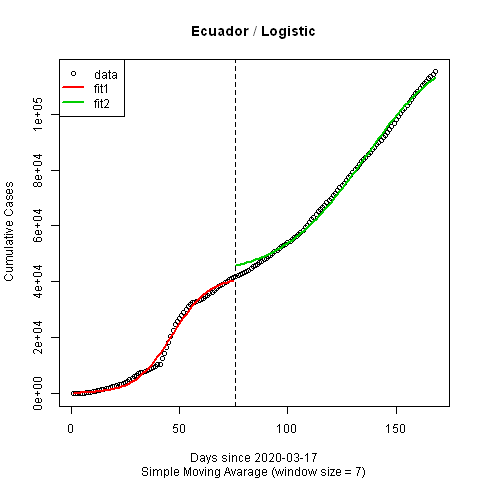 Ecuador / Logistic
data
fit1
fit2
Cumulative Cases
1e+05
8e+04
6e+04
4e+04
2e+04
0e+00
0 50 100 150
Days since 2020-03-17
Simple Moving Avarage (window size = 7)